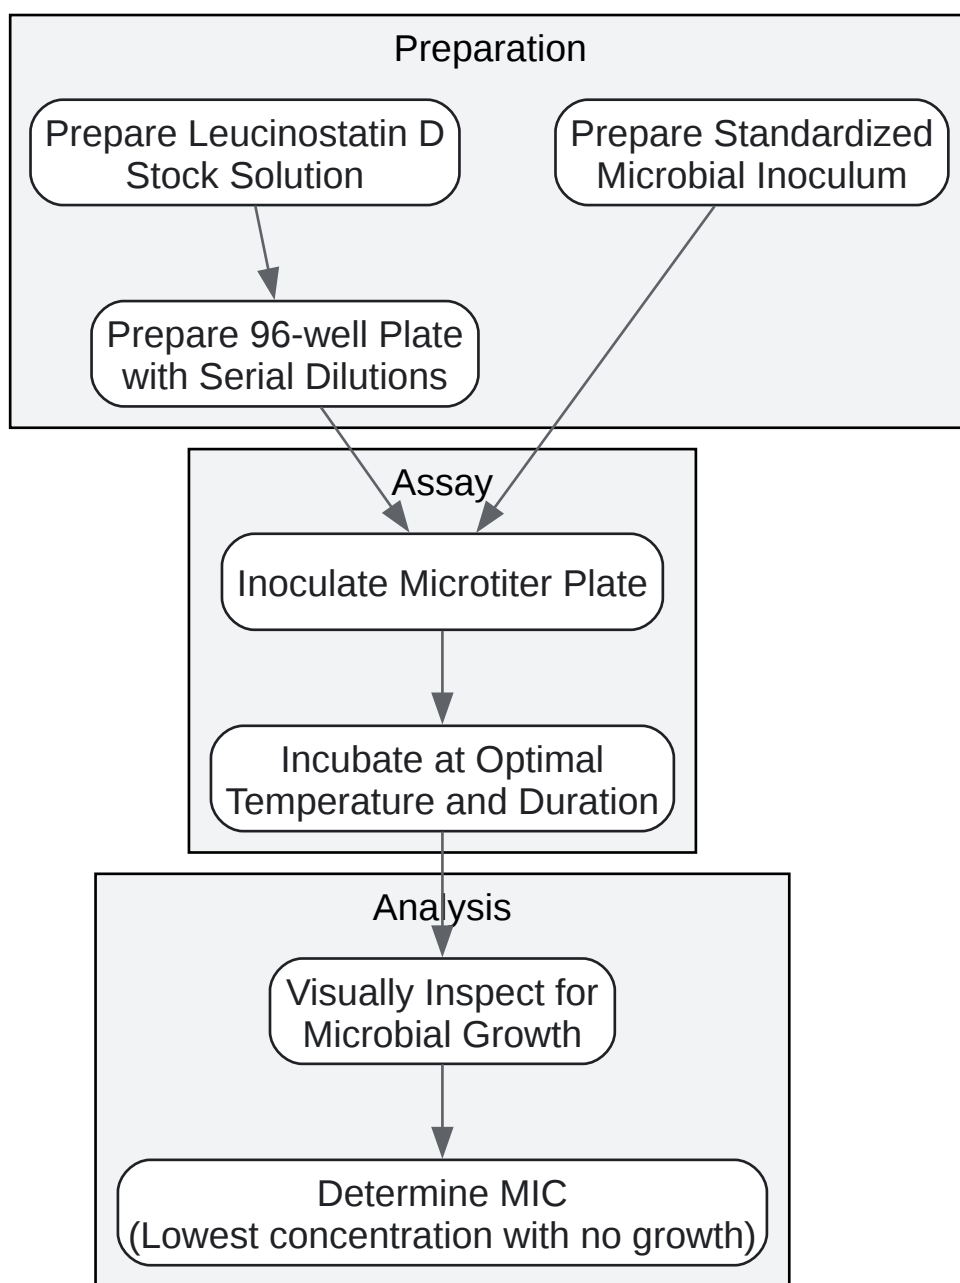 Preparation
Prepare Leucinostatin D
Stock Solution
Prepare Standardized
Microbial Inoculum
Prepare 96-well Plate
with Serial Dilutions
Assay
Inoculate Microtiter Plate
Incubate at Optimal
Temperature and Duration
Analysis
Visually Inspect for
Microbial Growth
Determine MIC
(Lowest concentration with no growth)